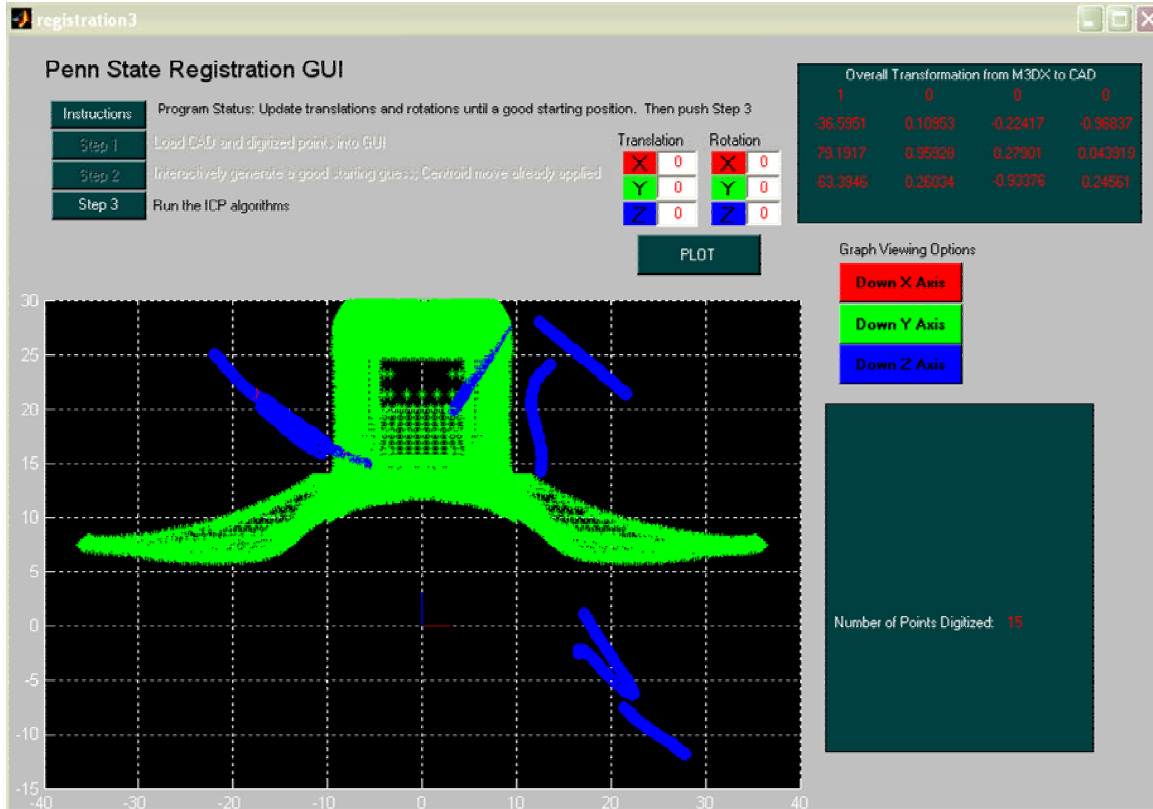 registration3
Penn State Registration GUI
Instructions
Program Status: Update translations and rotations until a good starting position. Then push Step 3
Step 1
Load CAD and digitized points into GUI
Step 2
Interactively generate a good starting guess; Centroid move already applied
Step 3
Run the ICP algorithms
Translation
X 0
Y 0
Z 0
Rotation
X 0
Y 0
Z 0
PLOT
Overall Transformation from M3DX to CAD
1 0 0 0
-36.5951 0.10953 -0.22417 -0.96837
79.1917 0.95928 0.27901 0.043919
-63.3946 0.26034 -0.93376 0.24561
Graph Viewing Options
Down X Axis
Down Y Axis
Down Z Axis
30
25
20
15
10
5
0
-5
-10
-15
-40 -30 -20 -10 0 10 20 30 40
Number of Points Digitized: 15